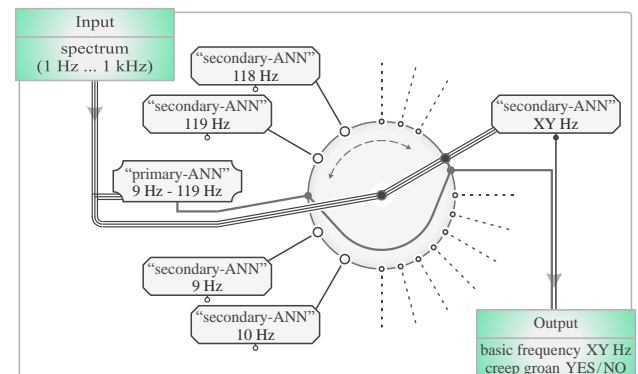 Input
spectrum
(1 Hz ... 1 kHz)
“secondary-ANN”
118 Hz
“secondary-ANN”
119 Hz
“primary-ANN”
9 Hz - 119 Hz
“secondary-ANN”
XY Hz
“secondary-ANN”
9 Hz
“secondary-ANN”
10 Hz
Output
basic frequency XY Hz
creep groan YES/NO